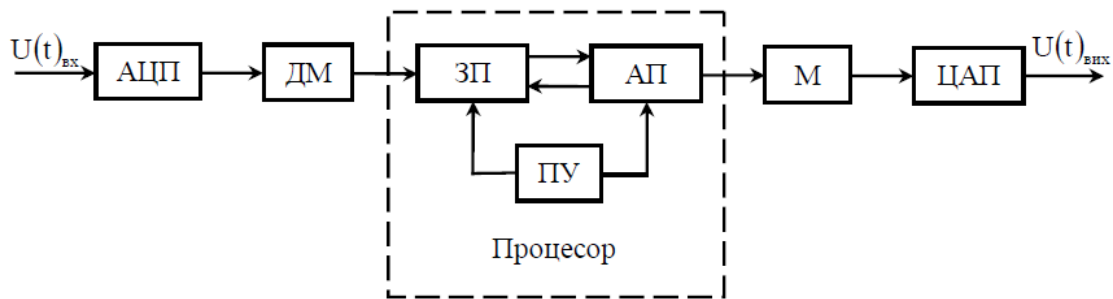 U(t)вх
АЦП
ДМ
ЗП
АП
М
ЦАП
U(t)вих
ПУ
Процесор